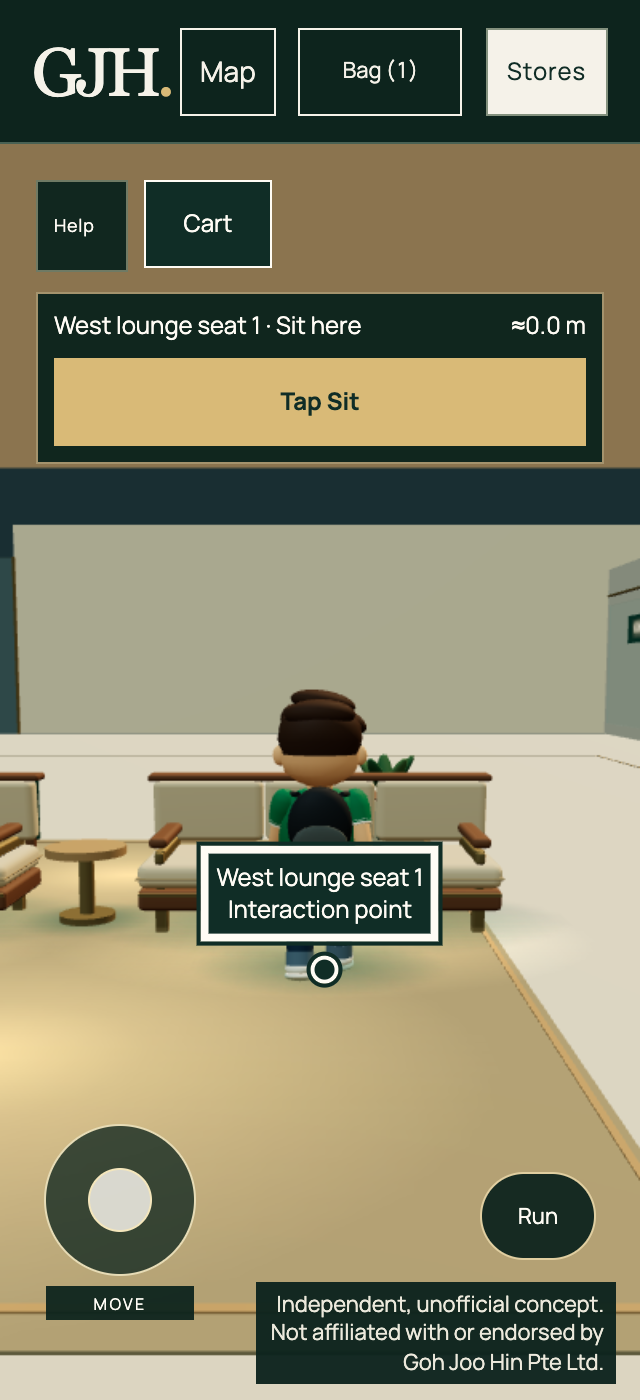 GJH.
Map
Bag (1)
Stores
Help
Cart
West lounge seat 1 · Sit here
≈0.0 m
Tap Sit
West lounge seat 1
Interaction point
Run
MOVE
Independent, unofficial concept.
Not affiliated with or endorsed by
Goh Joo Hin Pte Ltd.